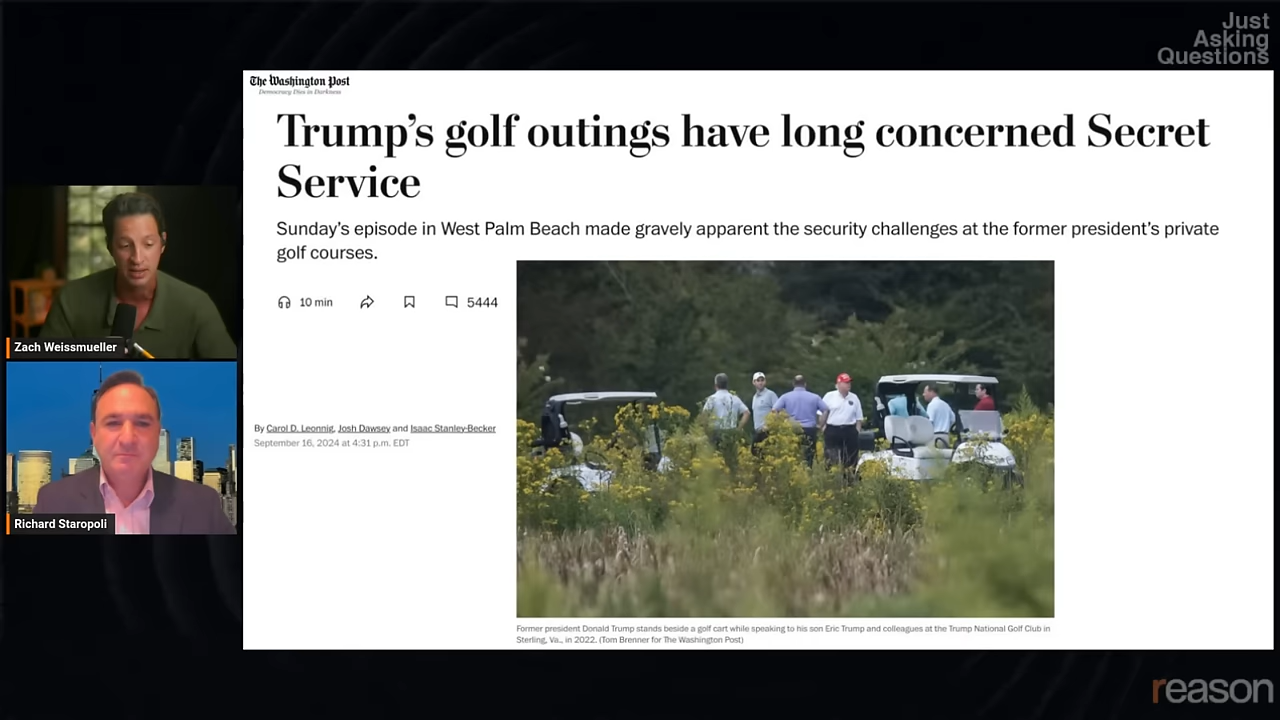 Just
Asking
Questions
The Washington Post
Democracy Dies in Darkness
Trump’s golf outings have long concerned Secret
Service
Sunday’s episode in West Palm Beach made gravely apparent the security challenges at the former president’s private
golf courses.
10 min
5444
By Carol D. Leonnig, Josh Dawsey and Isaac Stanley-Becker
September 16, 2024 at 4:31 p.m. EDT
Former president Donald Trump stands beside a golf cart while speaking to his son Eric Trump and colleagues at the Trump National Golf Club in
Sterling, Va., in 2022. (Tom Brenner for The Washington Post)
Zach Weissmueller
Richard Staropoli
reason